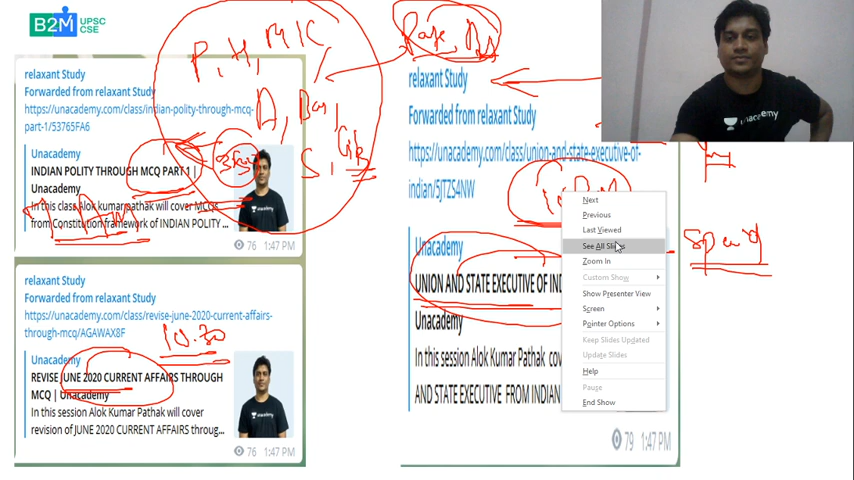 B2M UPSC
CSE
relaxant Study
Forwarded from relaxant Study
https://unacademy.com/class/indian-polity-through-mcq-
part-1/53765FA6
Unacademy
INDIAN POLITY THROUGH MCQ PART 1 |
Unacademy
In this class Alok kumar pathak will cover MCQs
from Constitution framework of INDIAN POLITY ...
76 1:47 PM
relaxant Study
Forwarded from relaxant Study
https://unacademy.com/class/revise-june-2020-current-affairs-
through-mcq/AGAWAX8F
10.30
Unacademy
REVISE JUNE 2020 CURRENT AFFAIRS THROUGH
MCQ | Unacademy
In this session Alok Kumar Pathak will cover
revision of JUNE 2020 CURRENT AFFAIRS throug...
76 1:47 PM
P, H, M, K
relaxant Study
Forwarded from relaxant Study
https://unacademy.com/class/union-and-state-executive-of-
indian/5JTZS4NW
Unacademy
UNION AND STATE EXECUTIVE OF IND
Unacademy
In this session Alok Kumar Pathak cov
AND STATE EXECUTIVE FROM INDIAN
79 1:47 PM
unacademy
Next
Previous
Last Viewed
See All Slides
Zoom In
Custom Show
Show Presenter View
Screen
Pointer Options
Keep Slides Updated
Update Slides
Help
Pause
End Show